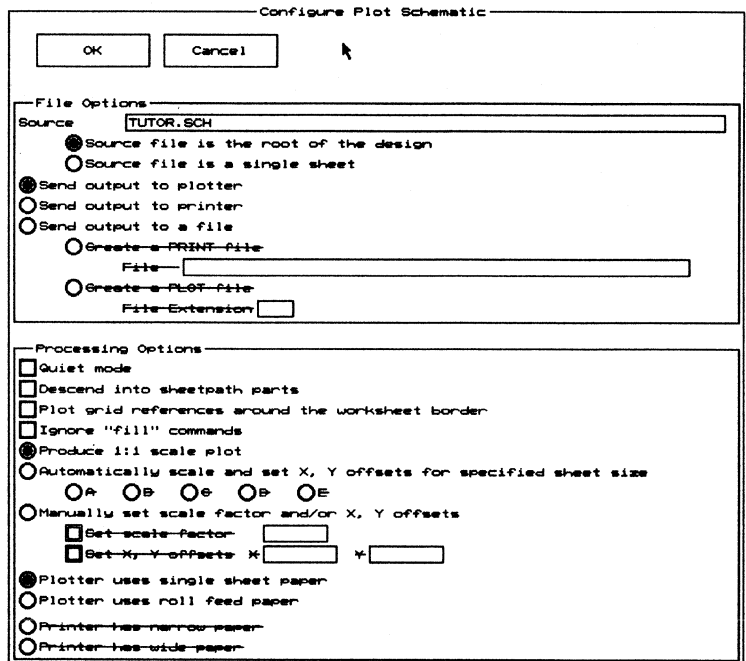 Configure Plot Schematic
OK Cancel
File Options
Source TUTOR.SCH
Source file is the root of the design
Source file is a single sheet
Send output to plotter
Send output to printer
Send output to a file
Create a PRINT file
File
Create a PLOT file
File Extension
Processing Options
Quiet mode
Descend into sheetpath parts
Plot grid references around the worksheet border
Ignore "fill" commands
Produce 1:1 scale plot
Automatically scale and set X, Y offsets for specified sheet size
A B C D E
Manually set scale factor and/or X, Y offsets
Set scale factor
Set X, Y offsets X Y
Plotter uses single sheet paper
Plotter uses roll feed paper
Printer has narrow paper
Printer has wide paper